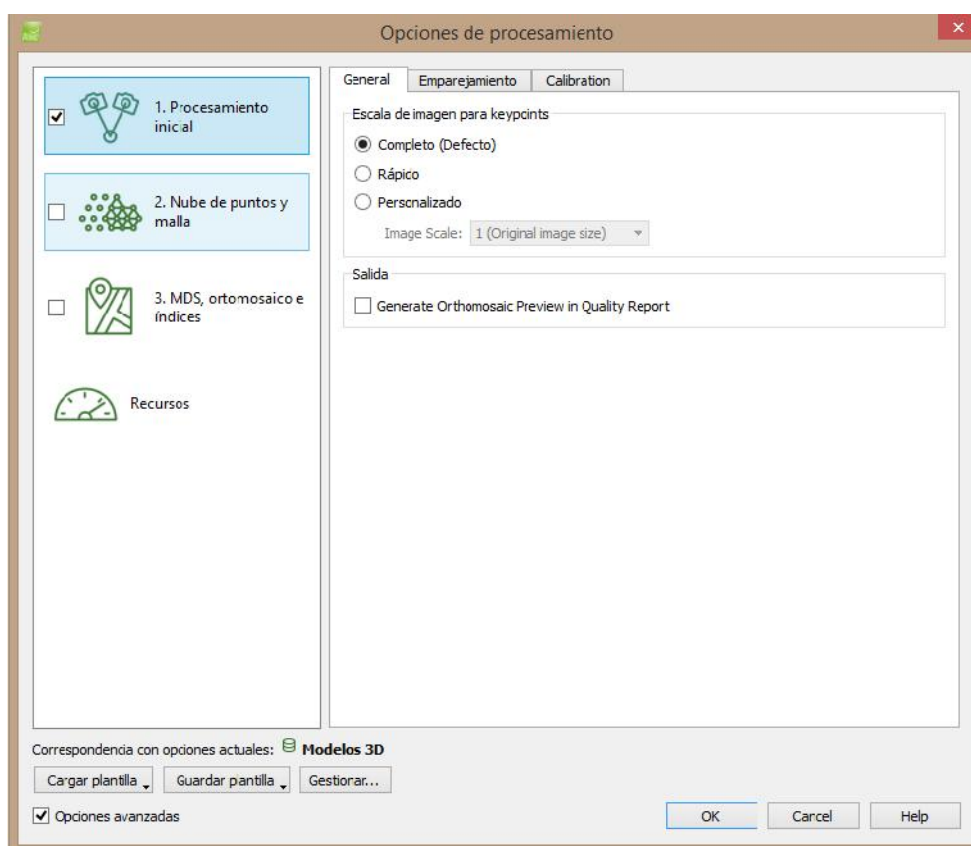 Opciones de procesamiento
1. Procesamiento
inicial
2. Nube de puntos y
malla
3. MDS, ortomosaico e
índices
Recursos
General
Emparejamiento
Calibration
Escala de imagen para keypoints
Completo (Defecto)
Rápico
Personalizado
Image Scale: 1 (Original image size)
Salida
Generate Orthomosaic Preview in Quality Report
Correspondencia con opciones actuales: Modelos 3D
Cargar plantilla
Guardar plantilla
Gestionar...
Opciones avanzadas
OK
Cancel
Help